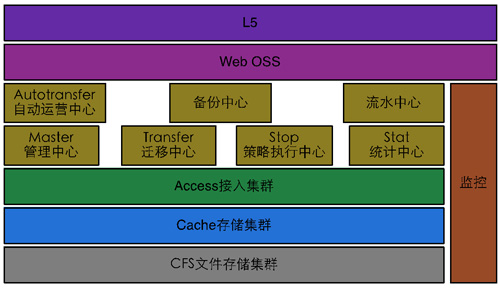 L5
Web OSS
Autotransfer
自动运营中心
备份中心
流水中心
Master
管理中心
Transfer
迁移中心
Stop
策略执行中心
Stat
统计中心
监控
Access接入集群
Cache存储集群
CFS文件存储集群